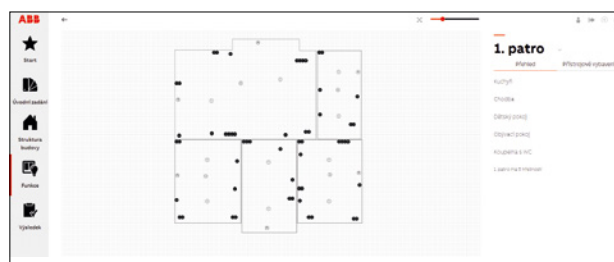 ABB
Start
Úvodní zadání
Struktura
budovy
Funkce
Výsledek
1. patro
Přehled
Přístrojové vybavení
Kuchyň
Chodba
Dětský pokoj
Obývací pokoj
Koupelna s WC